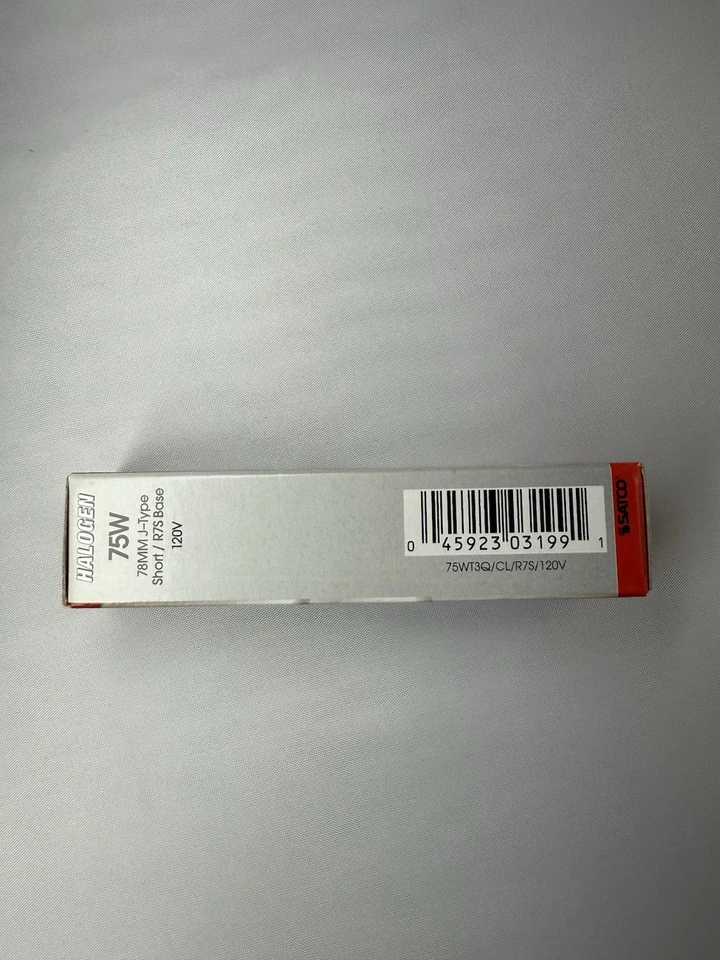 HALOGEN
75W
78MM J-Type
Short / R7S Base
120V
0 45923 03199 1
75WT3Q/CL/R7S/120V
SATCO